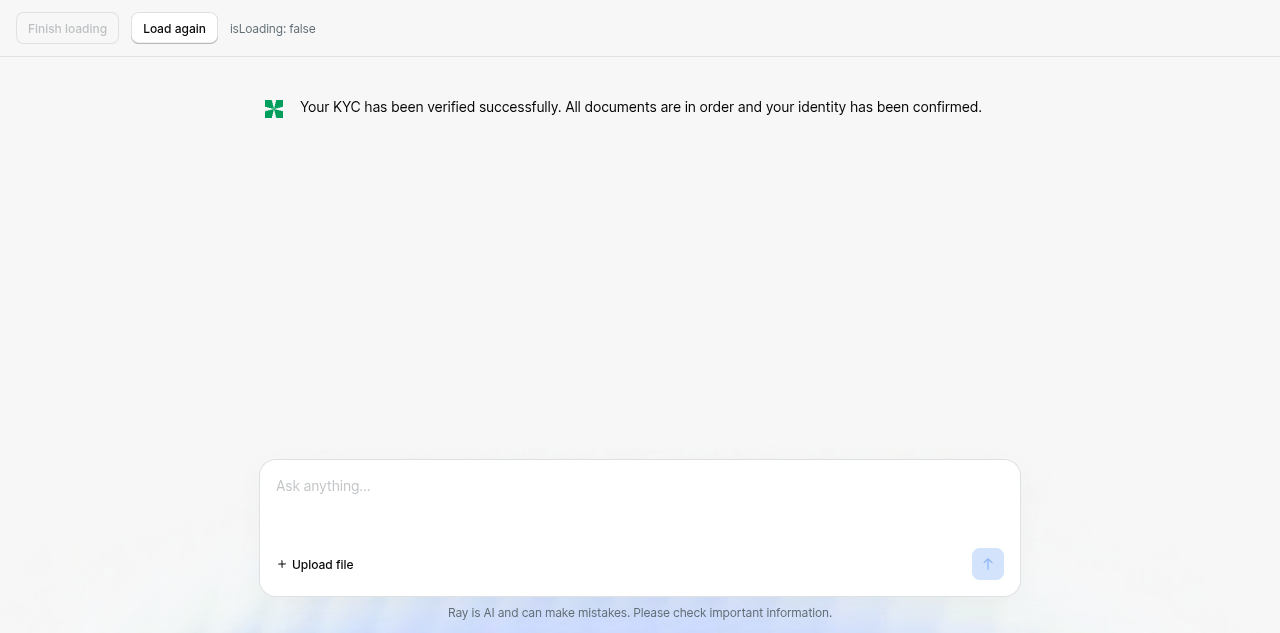 Finish loading
Load again
isLoading: false
Your KYC has been verified successfully. All documents are in order and your identity has been confirmed.
Ask anything...
+ Upload file
Ray is AI and can make mistakes. Please check important information.